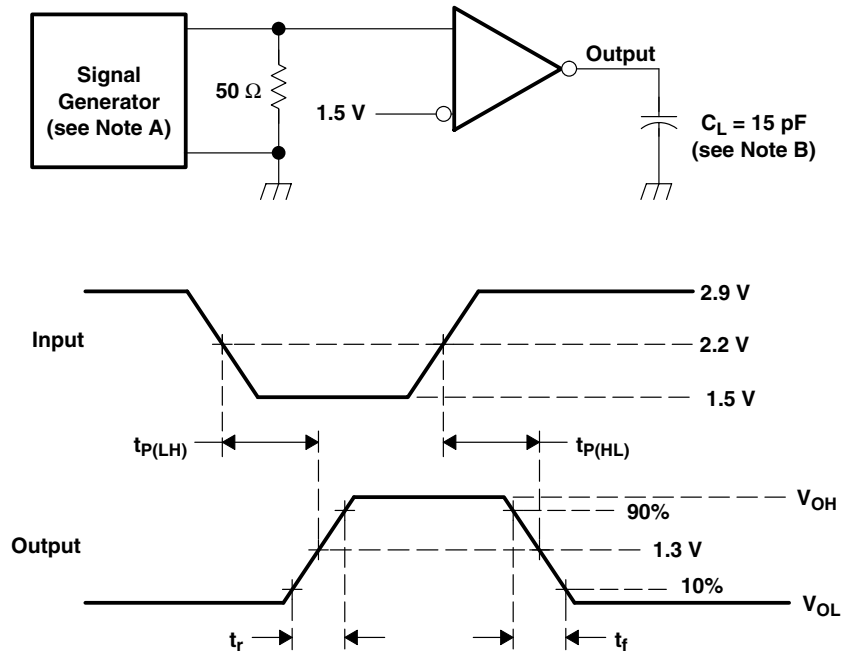 Signal
Generator
(see Note A)
50 Ω
1.5 V
Output
C_L = 15 pF
(see Note B)
Input
2.9 V
2.2 V
1.5 V
t_P(LH)
t_P(HL)
Output
V_OH
90%
1.3 V
10%
V_OL
t_r
t_f